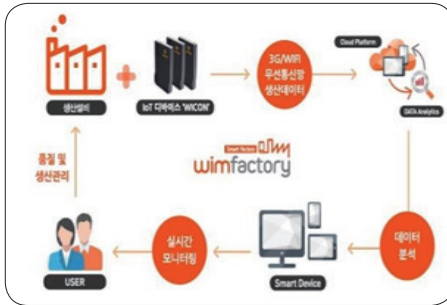 3G/WIFI
무선통신망
생산데이터
Cloud Platform
생산설비
IoT 디바이스 'WICON'
DATA Analytics
품질 및
생산관리
Smart Factory
wimfactory
실시간
모니터링
데이터
분석
USER
Smart Device